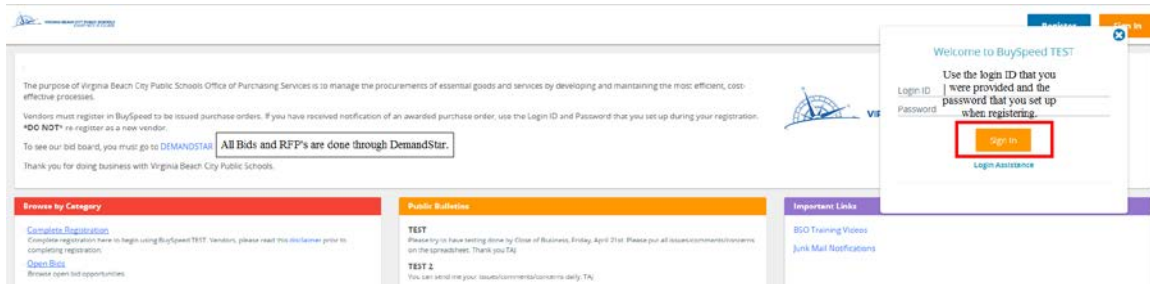 VIRGINIA BEACH CITY PUBLIC SCHOOLS
Register
Sign In
The purpose of Virginia Beach City Public Schools Office of Purchasing Services is to manage the procurements of essential goods and services by developing and maintaining the most efficient, cost-
effective processes.
Vendors must register in BuySpeed to be issued purchase orders. If you have received notification of an awarded purchase order, use the Login ID and Password that you set up during your registration.
*DO NOT* re-register as a new vendor.
To see our bid board, you must go to DEMANDSTAR
All Bids and RFP's are done through DemandStar.
Thank you for doing business with Virginia Beach City Public Schools.
VIR
Welcome to BuySpeed TEST
Use the login ID that you
were provided and the
password that you set up
when registering.
Login ID
Password
Sign In
Login Assistance
Browse by Category
Complete Registration
Complete registration here to begin using BuySpeed TEST. Vendors, please read this disclaimer prior to
completing registration.
Open Bids
Browse open bid opportunities.
Public Bulletins
TEST
Please try to have testing done by Close of Business, Friday, April 21st. Please put all issues/comments/concerns
on the spreadsheet. Thank you TAJ
TEST 2
You can send me your issues/comments/concerns daily. TAJ
Important Links
BSO Training Videos
Junk Mail Notifications